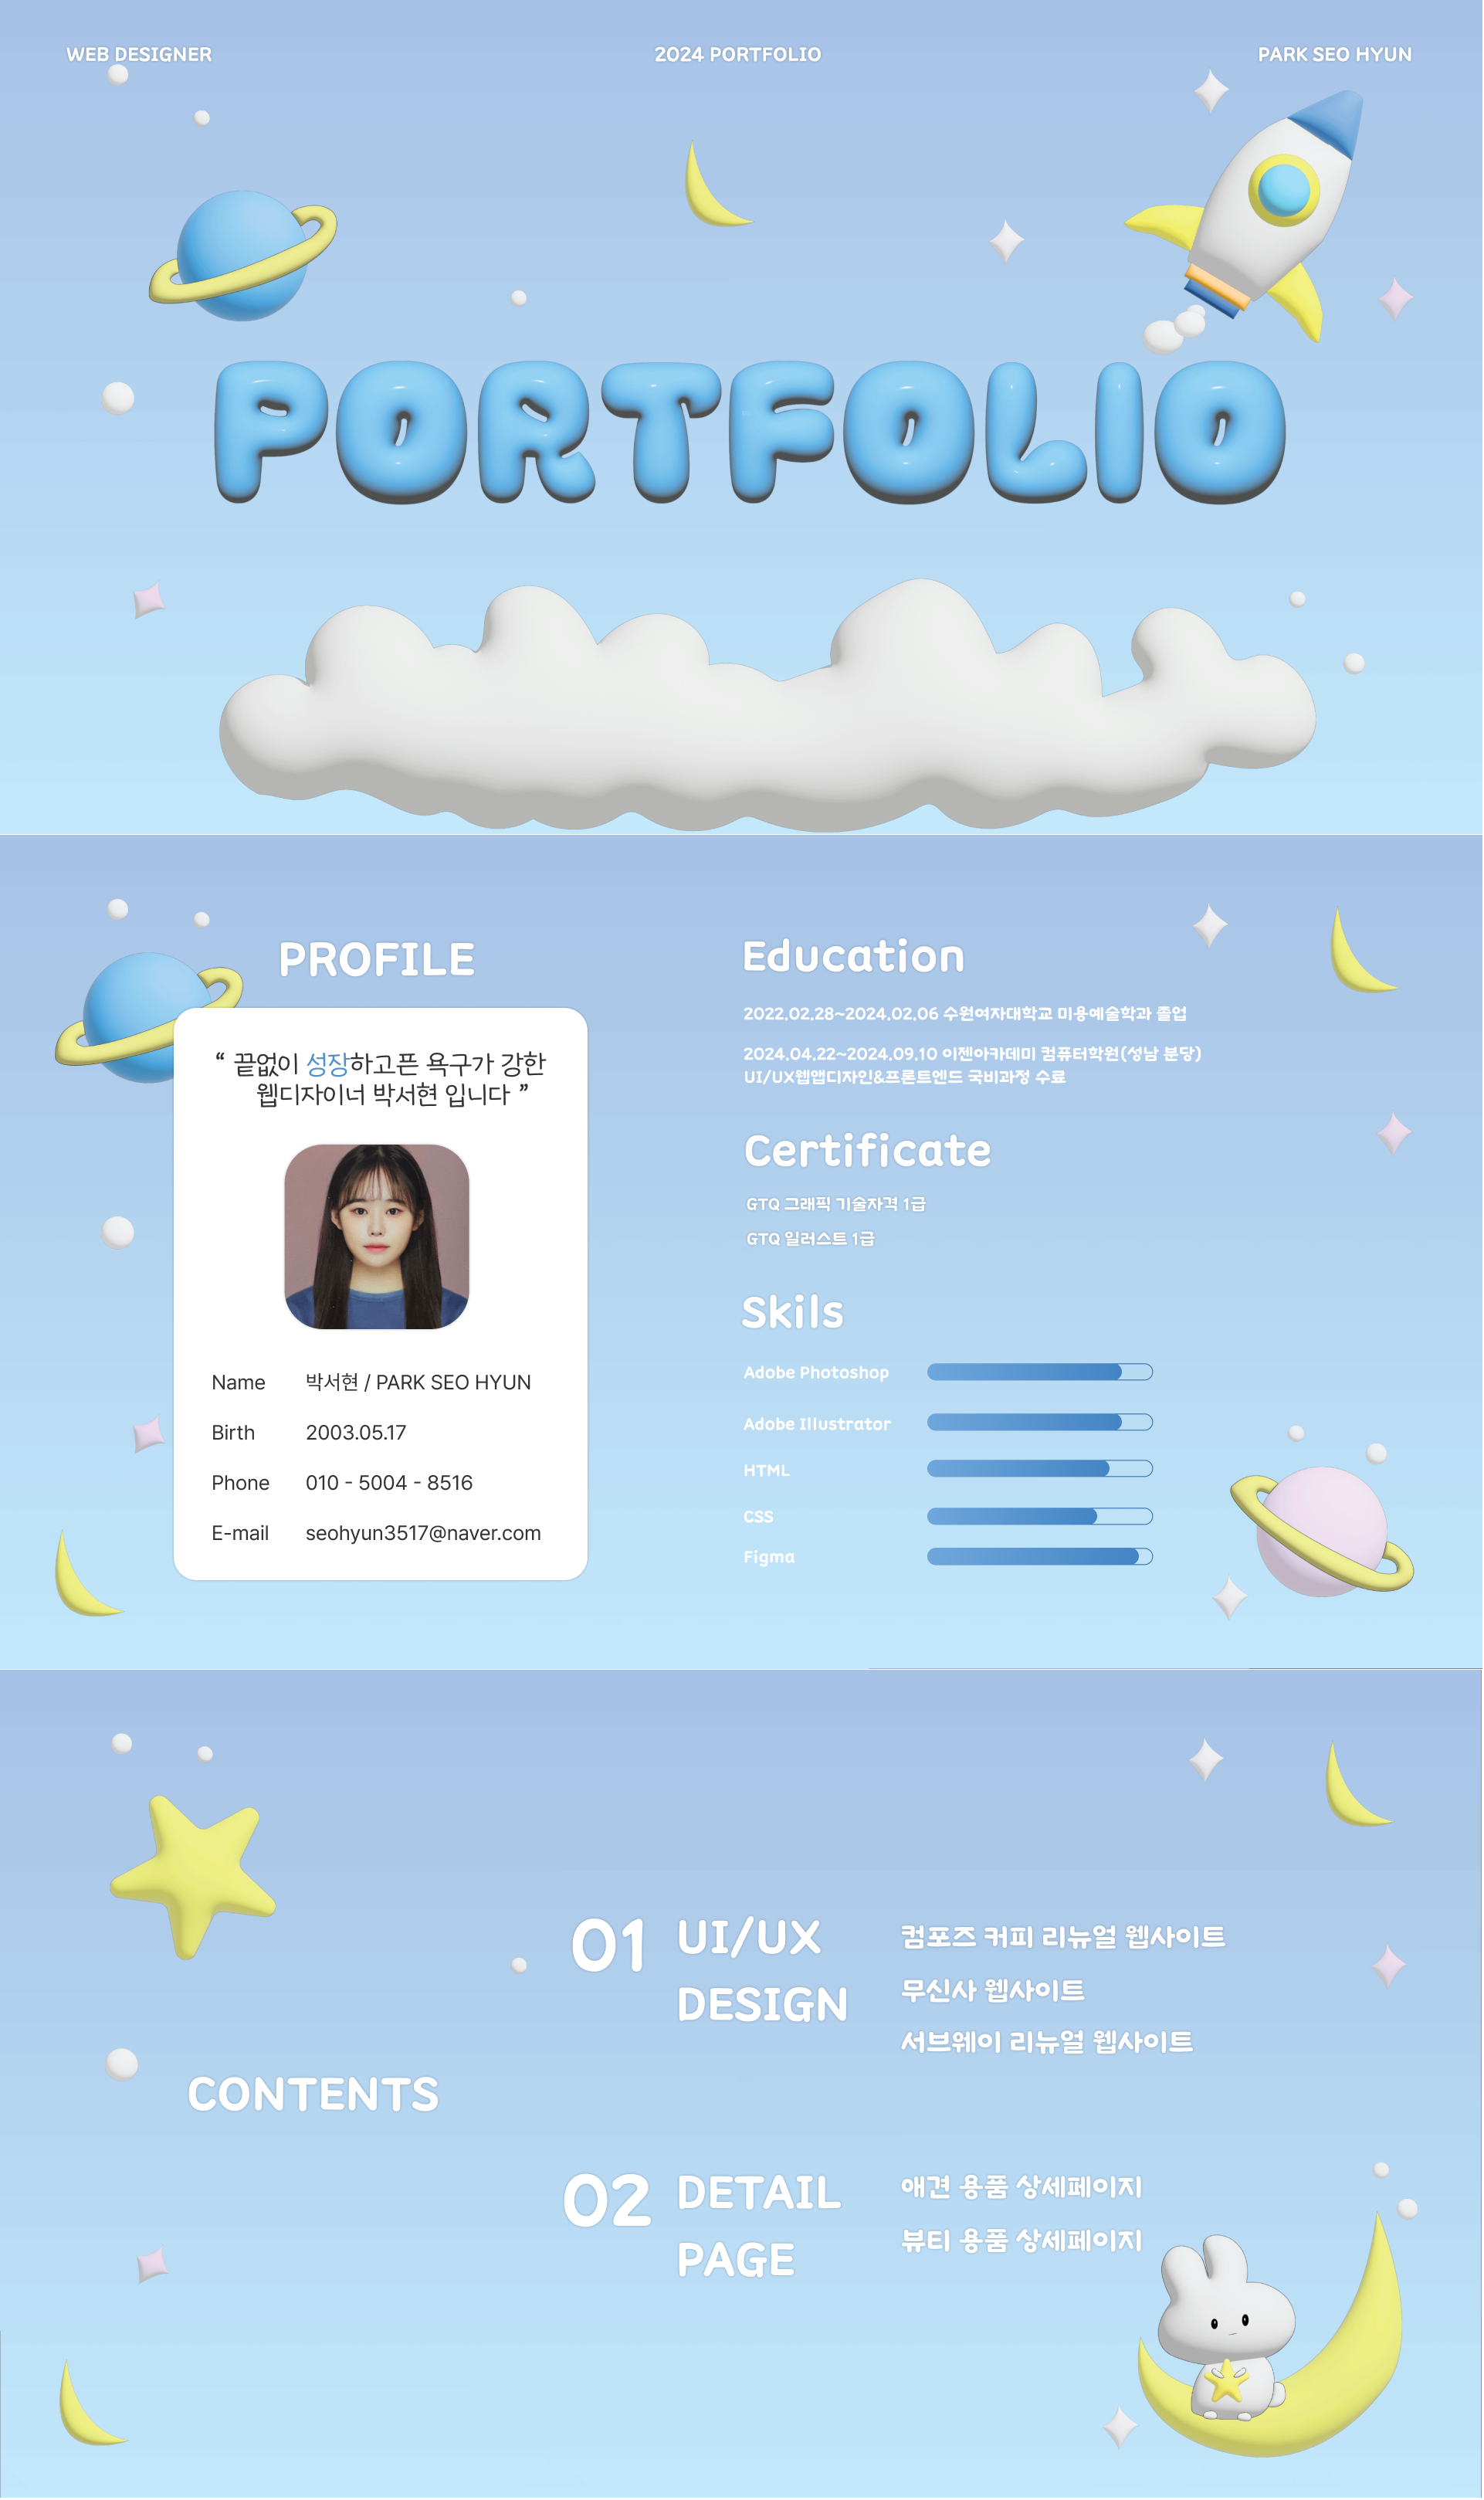 WEB DESIGNER
2024 PORTFOLIO
PARK SEO HYUN
PORTFOLIO
PROFILE
“ 끝없이 성장하고픈 욕구가 강한
웹디자이너 박서현 입니다 ”
Name 박서현 / PARK SEO HYUN
Birth 2003.05.17
Phone 010 - 5004 - 8516
E-mail seohyun3517@naver.com
Education
2022.02.28~2024.02.06 수원여자대학교 미용예술학과 졸업
2024.04.22~2024.09.10 이젠아카데미 컴퓨터학원(성남 분당)
UI/UX웹앱디자인&프론트엔드 국비과정 수료
Certificate
GTQ 그래픽 기술자격 1급
GTQ 일러스트 1급
Skils
Adobe Photoshop
Adobe Illustrator
HTML
CSS
Figma
CONTENTS
01 UI/UX
DESIGN
컴포즈 커피 리뉴얼 웹사이트
무신사 웹사이트
서브웨이 리뉴얼 웹사이트
02 DETAIL
PAGE
애견 용품 상세페이지
뷰티 용품 상세페이지